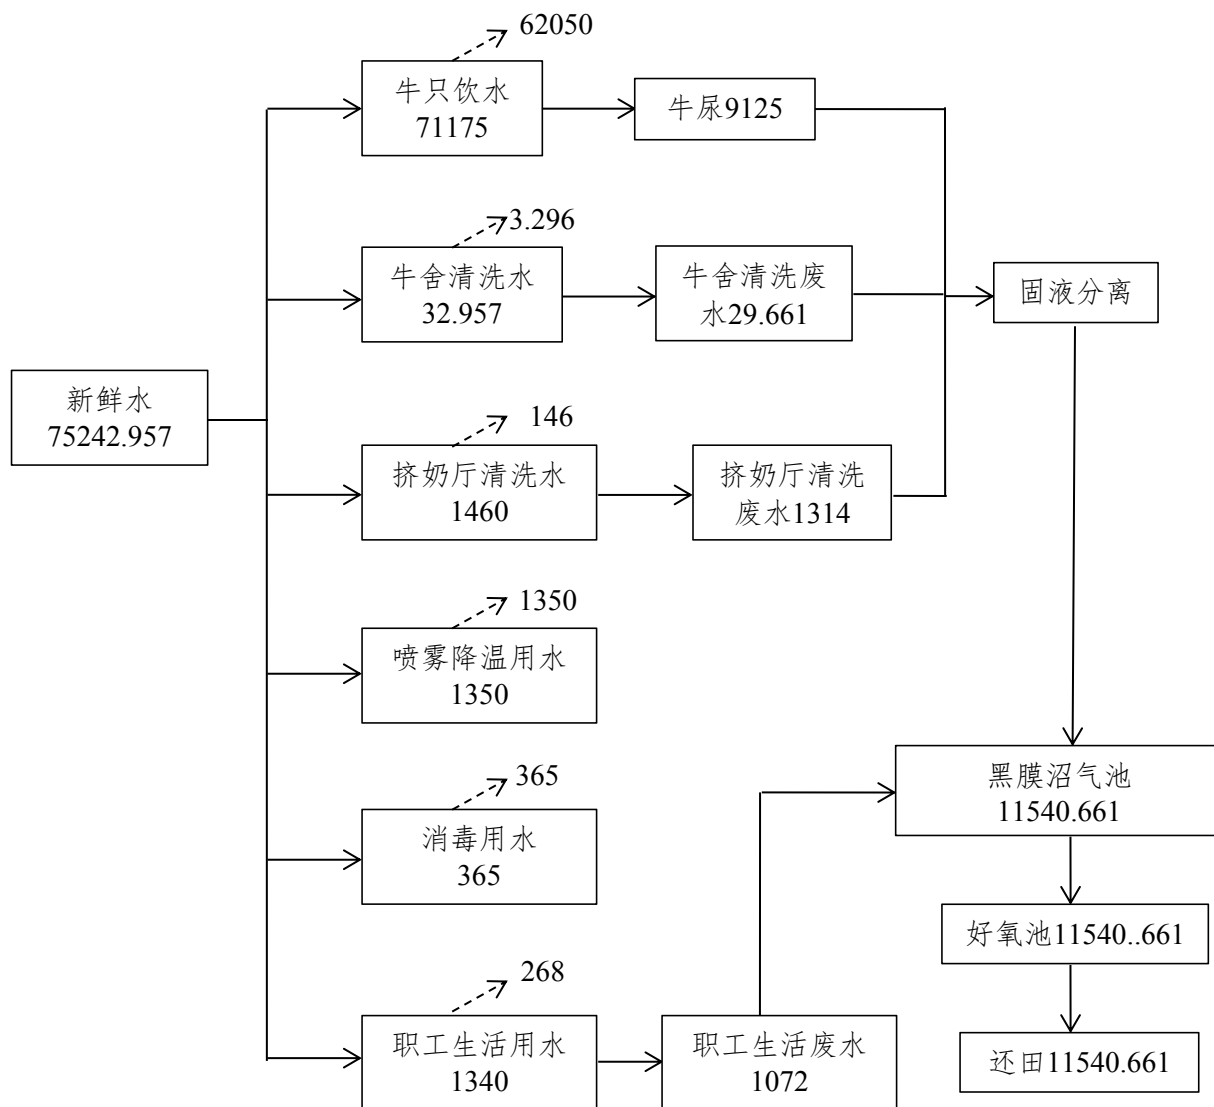 62050
牛只饮水
71175
牛尿9125
3.296
牛舍清洗水
32.957
牛舍清洗废
水29.661
固液分离
新鲜水
75242.957
146
挤奶厅清洗水
1460
挤奶厅清洗
废水1314
1350
喷雾降温用水
1350
365
消毒用水
365
黑膜沼气池
11540.661
好氧池11540..661
268
职工生活用水
1340
职工生活废水
1072
还田11540.661